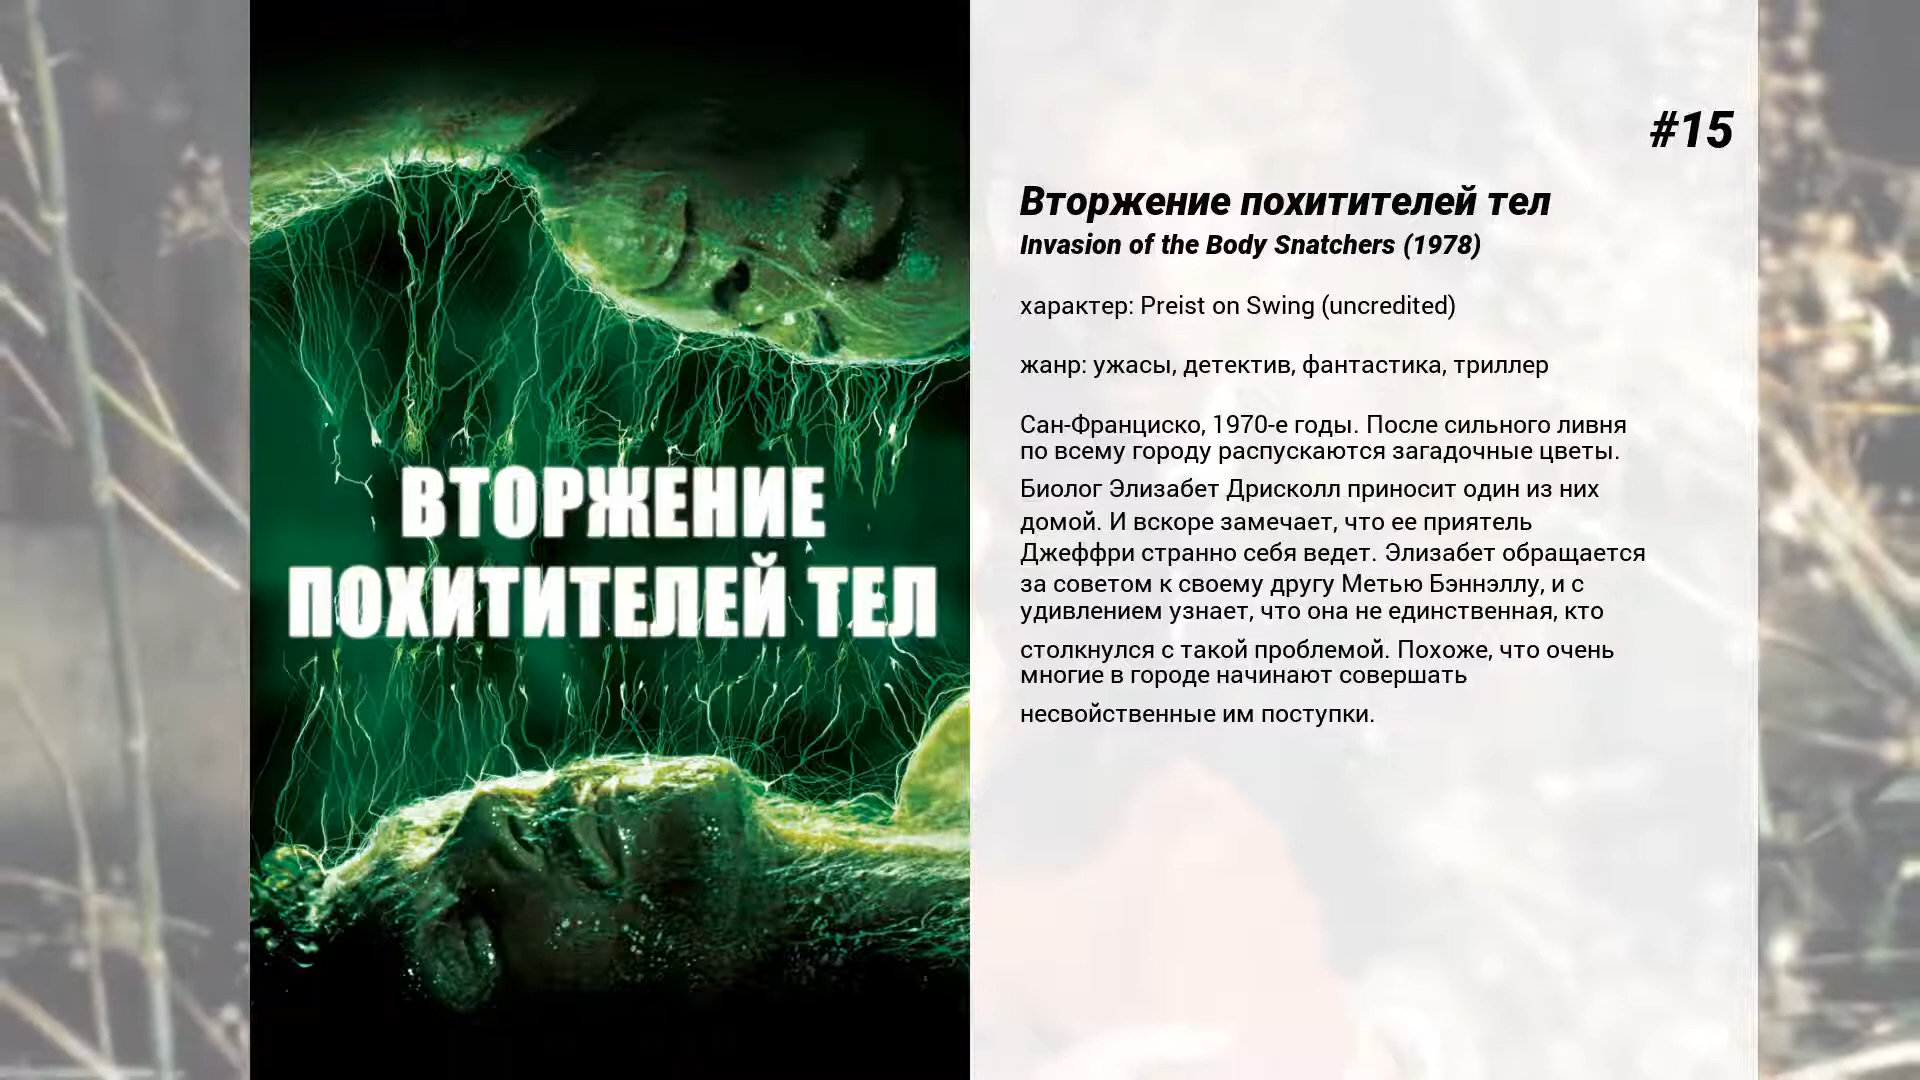 ВТОРЖЕНИЕ
ПОХИТИТЕЛЕЙ ТЕЛ
#15
Вторжение похитителей тел
Invasion of the Body Snatchers (1978)
характер: Preist on Swing (uncredited)
жанр: ужасы, детектив, фантастика, триллер
Сан-Франциско, 1970-е годы. После сильного ливня
по всему городу распускаются загадочные цветы.
Биолог Элизабет Дрисколл приносит один из них
домой. И вскоре замечает, что ее приятель
Джеффри странно себя ведет. Элизабет обращается
за советом к своему другу Метью Бэннэллу, и с
удивлением узнает, что она не единственная, кто
столкнулся с такой проблемой. Похоже, что очень
многие в городе начинают совершать
несвойственные им поступки.